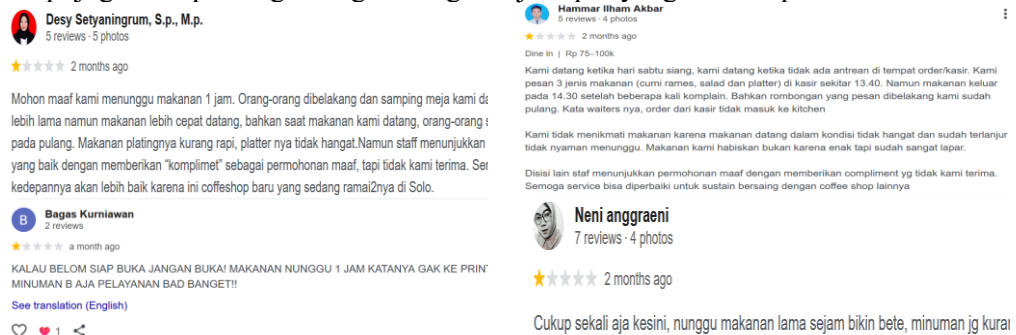 Desy Setyaningrum, S.p., M.p.
5 reviews · 5 photos
2 months ago
Mohon maaf kami menunggu makanan 1 jam. Orang-orang dibelakang dan samping meja kami da
lebih lama namun makanan lebih cepat datang, bahkan saat makanan kami datang, orang-orang s
pada pulang. Makanan platingnya kurang rapi, platter nya tidak hangat.Namun staff menunjukkan
yang baik dengan memberikan “komplimet” sebagai permohonan maaf, tapi tidak kami terima. Ser
kedepannya akan lebih baik karena ini coffeshop baru yang sedang ramai2nya di Solo.
B
Bagas Kurniawan
2 reviews
a month ago
KALAU BELOM SIAP BUKA JANGAN BUKA! MAKANAN NUNGGU 1 JAM KATANYA GAK KE PRINT
MINUMAN B AJA PELAYANAN BAD BANGET!!
See translation (English)
1
Hammar Ilham Akbar
5 reviews · 4 photos
2 months ago
Dine in | Rp 75–100k
Kami datang ketika hari sabtu siang, kami datang ketika tidak ada antrean di tempat order/kasir. Kami
pesan 3 jenis makanan (cumi rames, salad dan platter) di kasir sekitar 13.40. Namun makanan keluar
pada 14.30 setelah beberapa kali komplain. Bahkan rombongan yang pesan dibelakang kami sudah
pulang. Kata waiters nya, order dari kasir tidak masuk ke kitchen
Kami tidak menikmati makanan karena makanan datang dalam kondisi tidak hangat dan sudah terlanjur
tidak nyaman menunggu. Makanan kami habiskan bukan karena enak tapi sudah sangat lapar.
Disisi lain staf menunjukkan permohonan maaf dengan memberikan compliment yg tidak kami terima.
Semoga service bisa diperbaiki untuk sustain bersaing dengan coffee shop lainnya
Neni anggraeni
7 reviews · 4 photos
2 months ago
Cukup sekali aja kesini, nunggu makanan lama sejam bikin bete, minuman jg kurar